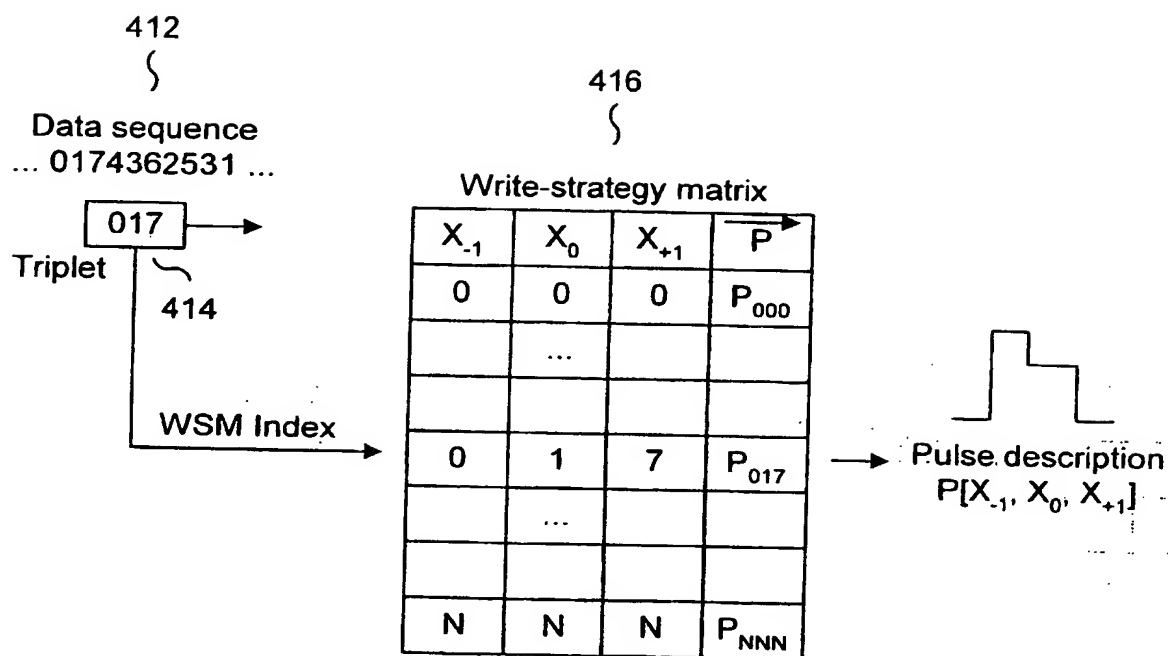 412
Data sequence
... 0174362531 ...
017
Triplet
414
WSM Index
416
Write-strategy matrix
X₋₁ X₀ X₊₁ P
0 0 0 P₀₀₀
...
0 1 7 P₀₁₇
...
N N N P_NNN
Pulse description
P[X₋₁, X₀, X₊₁]